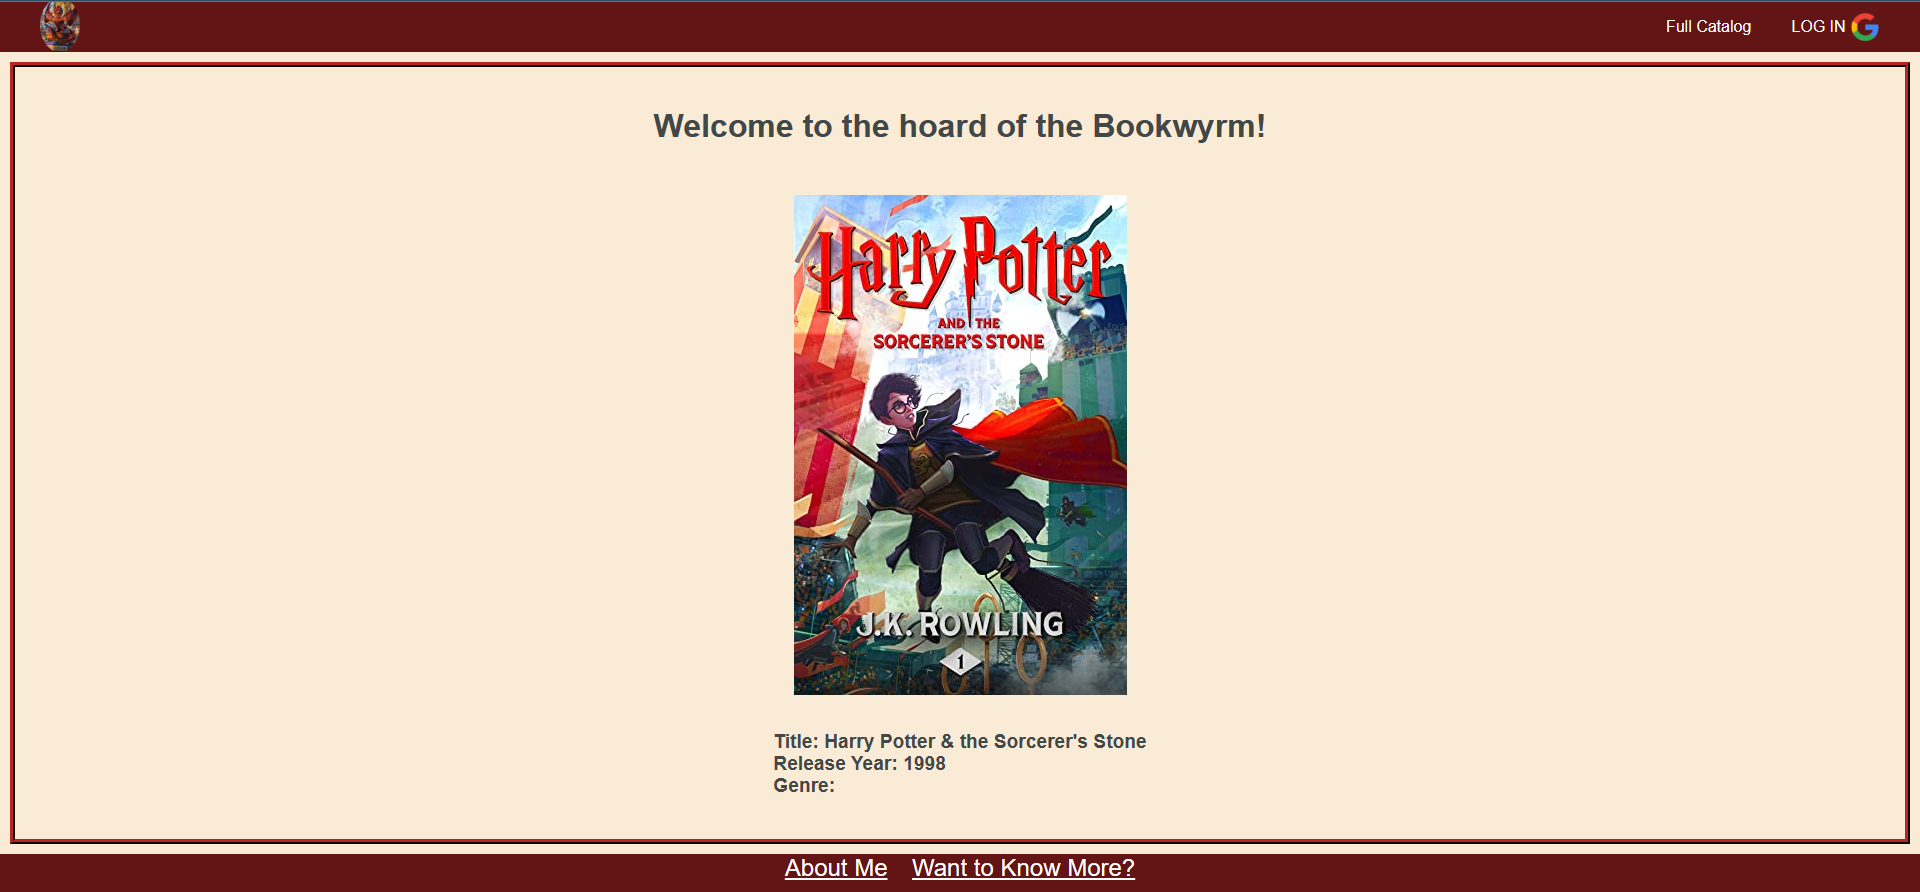 Full Catalog LOG IN
Welcome to the hoard of the Bookwyrm!
Harry Potter
AND THE
SORCERER'S STONE
J.K. ROWLING
1
Title: Harry Potter & the Sorcerer's Stone
Release Year: 1998
Genre:
About Me Want to Know More?